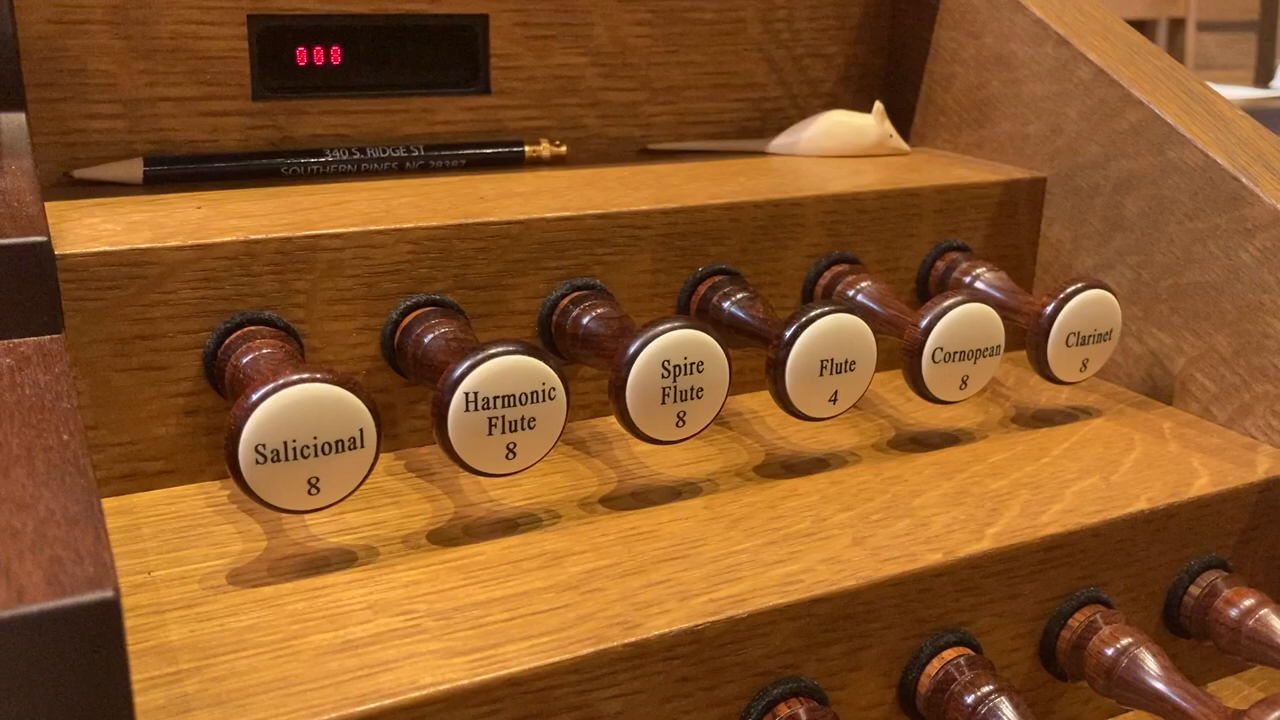 008
340 S. RIDGE ST
SOUTHERN PINES, NC 28387
Salicional
8
Harmonic
Flute
8
Spire
Flute
8
Flute
4
Cornopean
8
Clarinet
8